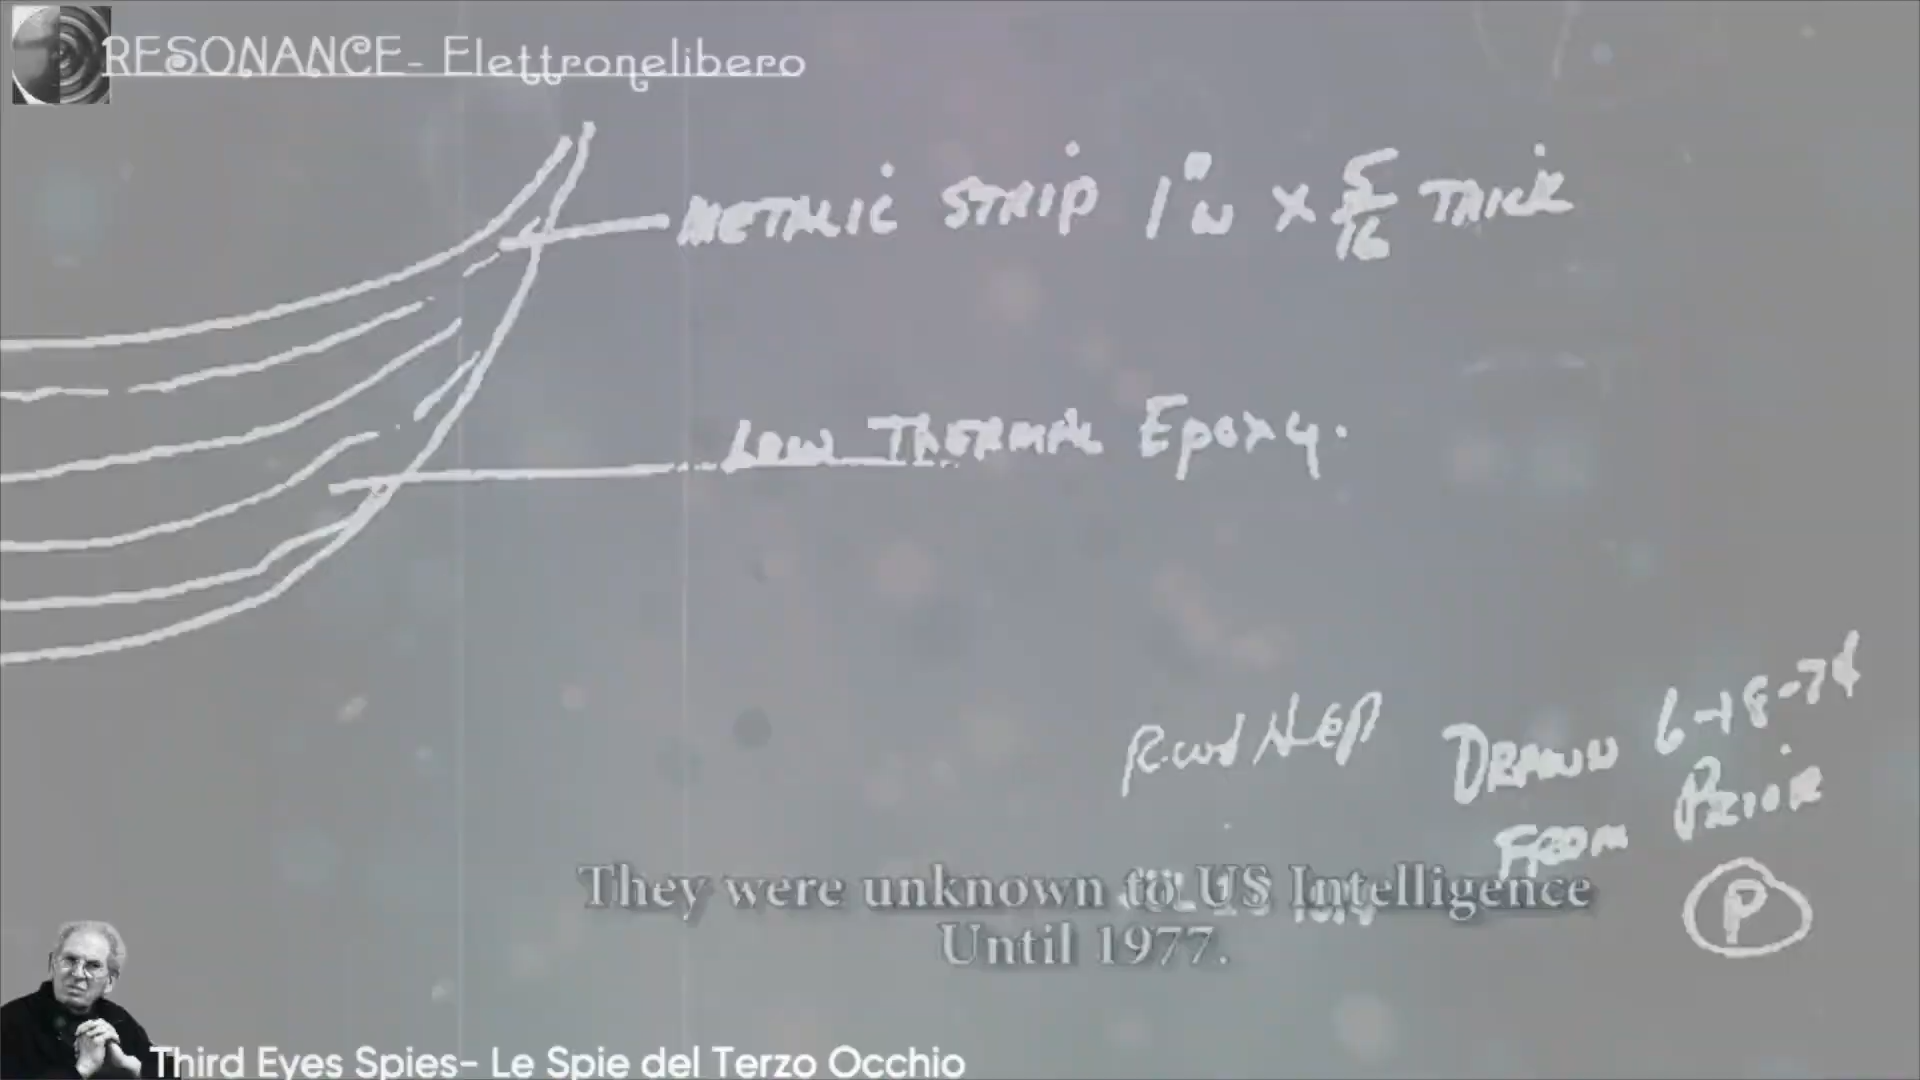 RESONANCE- Elettronelibero
METALIC STRIP 1" W X 5/16 THICK
LOW THERMAL EPOXY.
DRAWN 6-18-74
FROM PRIOR
P
They were unknown to US Intelligence
Until 1977.
Third Eyes Spies- Le Spie del Terzo Occhio